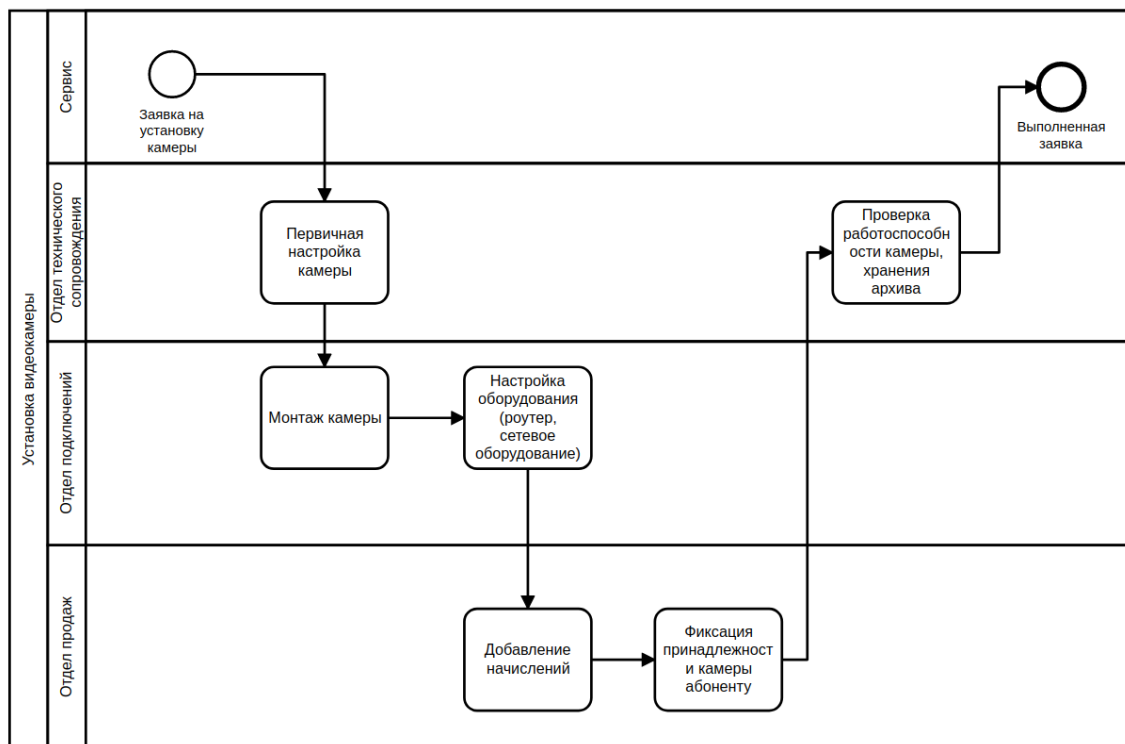 Установка видеокамеры
Сервис
Заявка на
установку
камеры
Выполненная
заявка
Отдел технического
сопровождения
Первичная
настройка
камеры
Проверка
работоспособн
ости камеры,
хранения
архива
Отдел подключений
Монтаж камеры
Настройка
оборудования
(роутер,
сетевое
оборудование)
Отдел продаж
Добавление
начислений
Фиксация
принадлежност
и камеры
абоненту